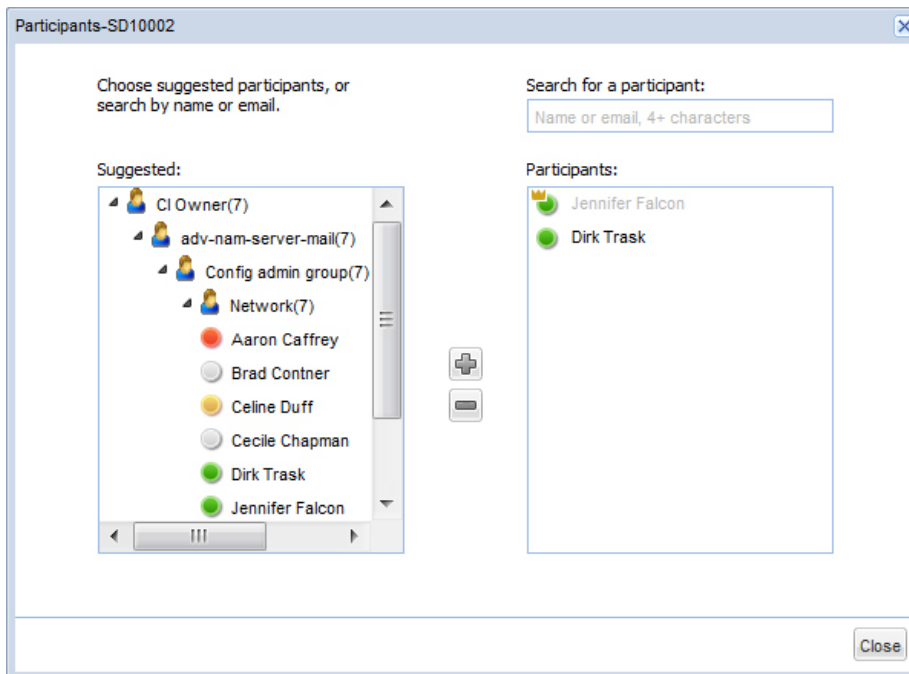 Participants-SD10002
Choose suggested participants, or
search by name or email.
Search for a participant:
Name or email, 4+ characters
Suggested:
CI Owner(7)
adv-nam-server-mail(7)
Config admin group(7)
Network(7)
Aaron Caffrey
Brad Contner
Celine Duff
Cecile Chapman
Dirk Trask
Jennifer Falcon
Participants:
Jennifer Falcon
Dirk Trask
Close